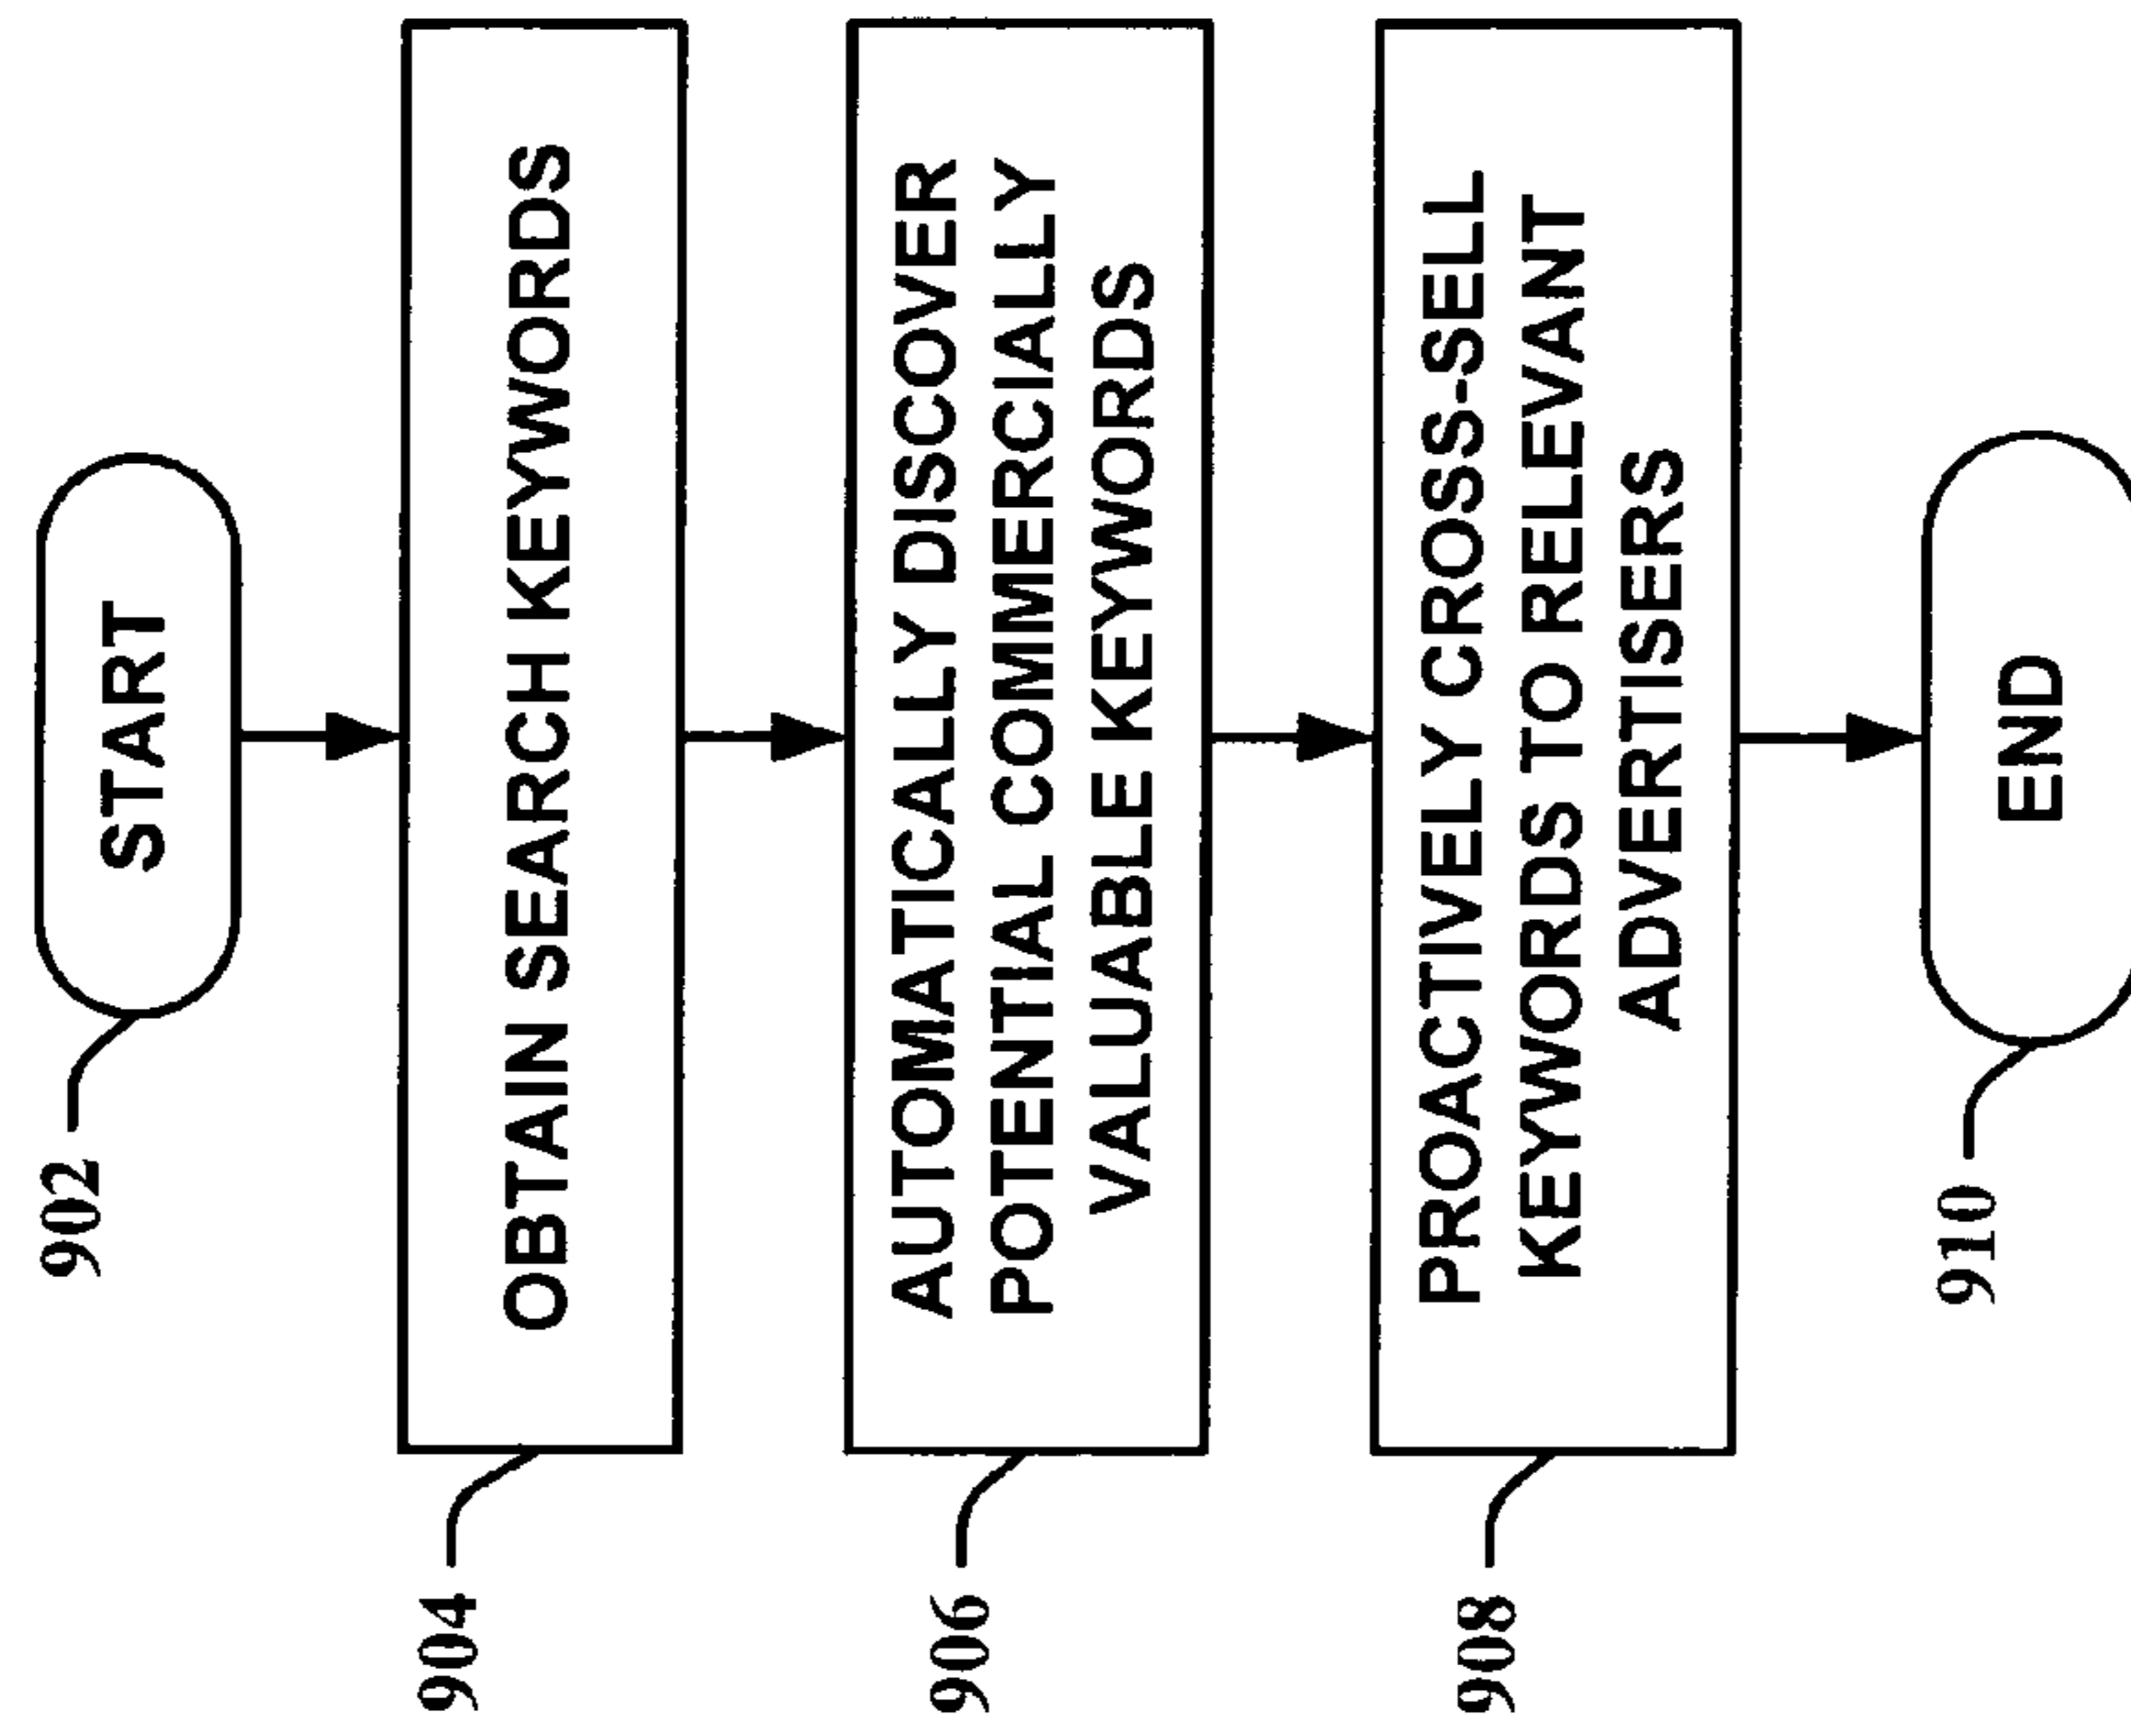 902
START
904
OBTAIN SEARCH KEYWORDS
906
AUTOMATICALLY DISCOVER
POTENTIAL COMMERCIALLY
VALUABLE KEYWORDS
908
PROACTIVELY CROSS-SELL
KEYWORDS TO RELEVANT
ADVERTISERS
910
END